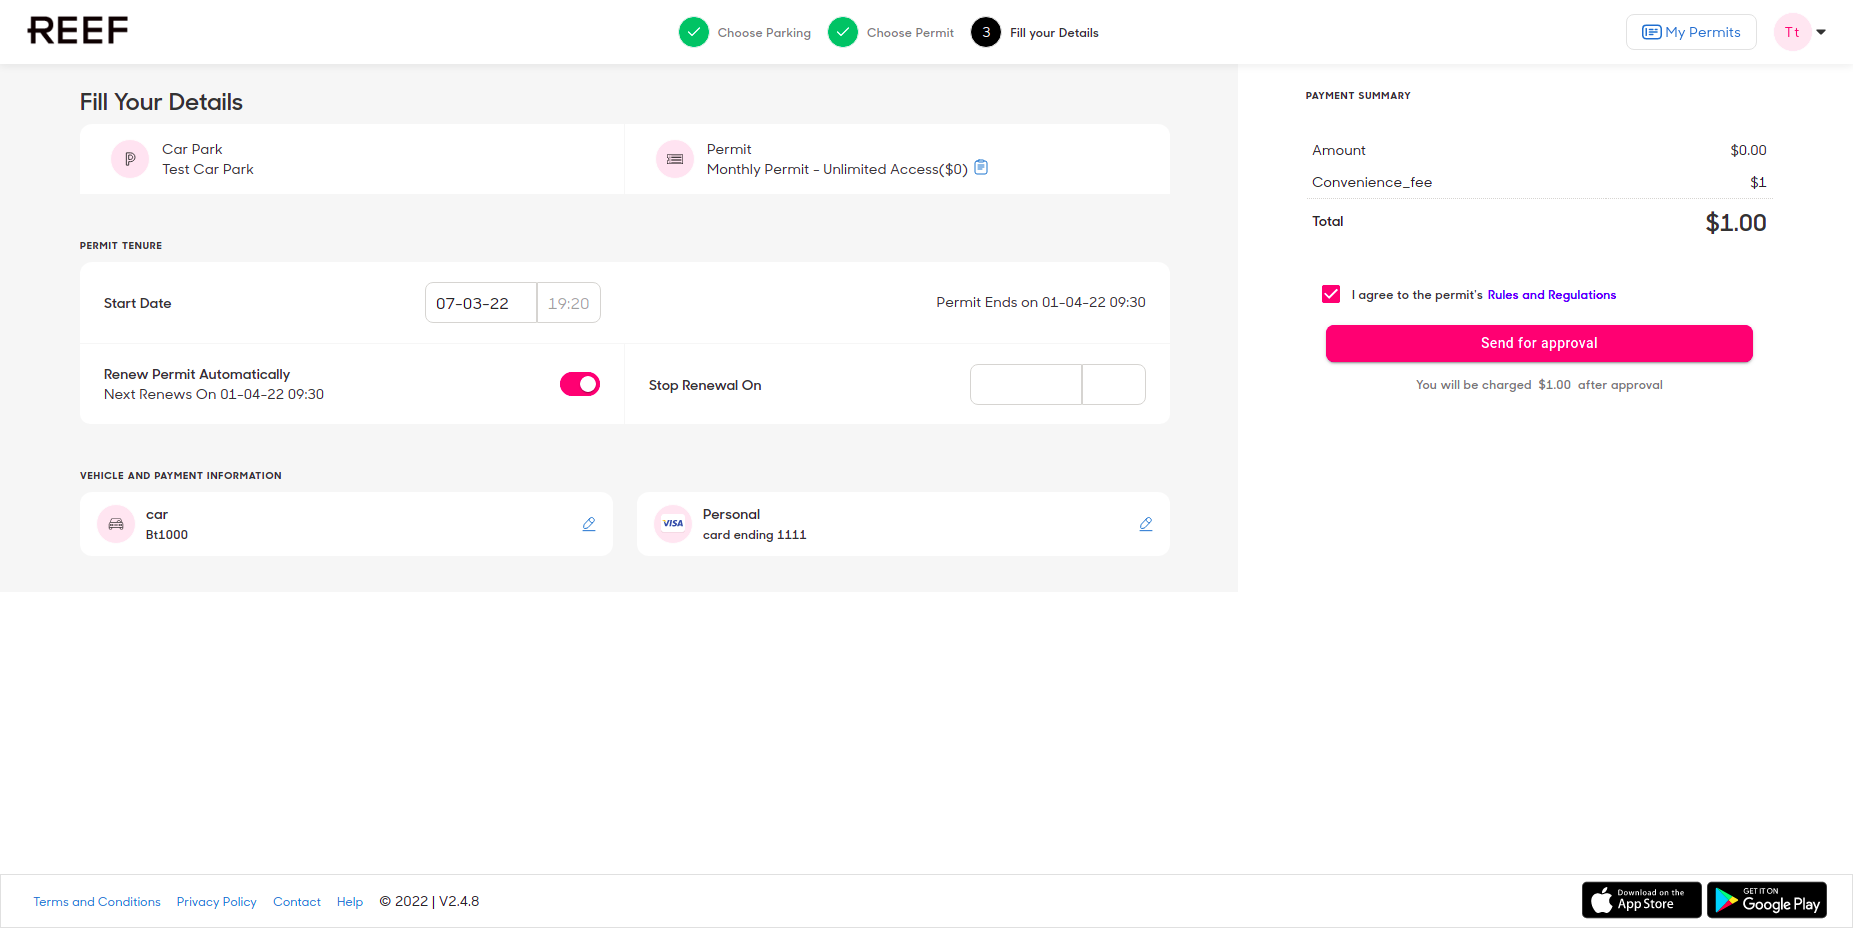 REEF
Choose Parking
Choose Permit
3 Fill your Details
My Permits
Tt
Fill Your Details
P
Car Park
Test Car Park
Permit
Monthly Permit - Unlimited Access($0)
PERMIT TENURE
Start Date
07-03-22 19:20
Permit Ends on 01-04-22 09:30
Renew Permit Automatically
Next Renews On 01-04-22 09:30
Stop Renewal On
VEHICLE AND PAYMENT INFORMATION
car
Bt1000
VISA
Personal
card ending 1111
PAYMENT SUMMARY
Amount $0.00
Convenience_fee $1
Total $1.00
I agree to the permit's Rules and Regulations
Send for approval
You will be charged $1.00 after approval
Terms and Conditions Privacy Policy Contact Help © 2022 | V2.4.8
Download on the
App Store
GET IT ON
Google Play